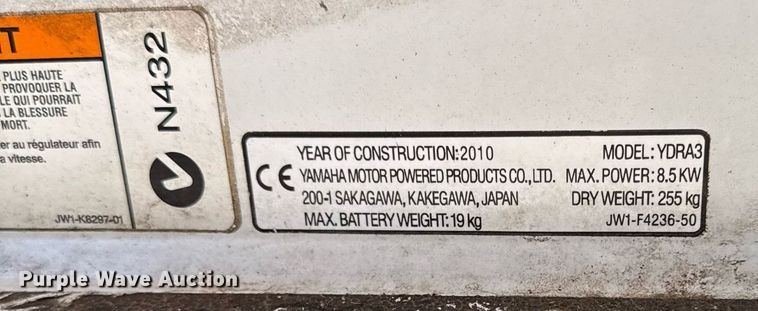 T
PLUS HAUTE
PROVOQUER LA
LE QUI POURRAIT
LA BLESSURE
MORT.
er au régulateur afin
a vitesse.
JW1-K8297-01
N432
YEAR OF CONSTRUCTION:2010 MODEL: YDRA3
CE YAMAHA MOTOR POWERED PRODUCTS CO., LTD. MAX. POWER: 8.5 KW
200-1 SAKAGAWA, KAKEGAWA, JAPAN DRY WEIGHT: 255 kg
MAX. BATTERY WEIGHT: 19 kg JW1-F4236-50
Purple Wave Auction